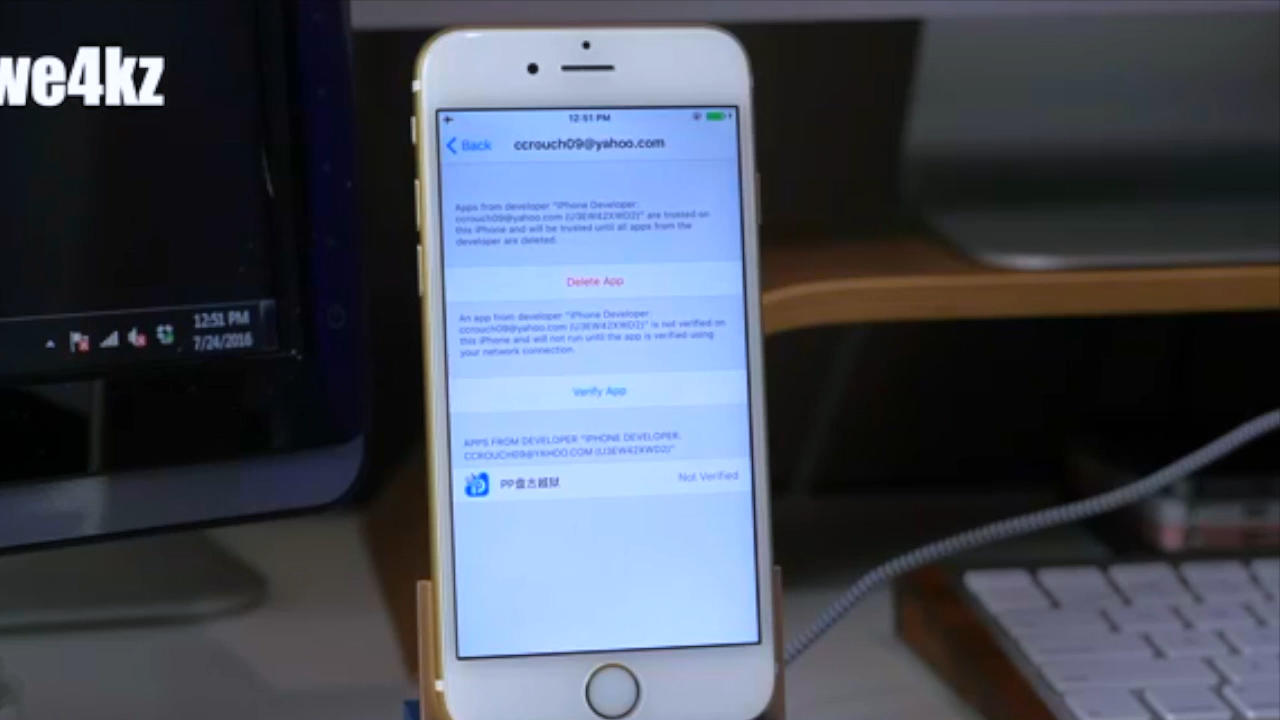 we4kz
12:51 PM
7/24/2016
12:51 PM
Back
ccrouch09@yahoo.com
Apps from developer "iPhone Developer:
ccrouch09@yahoo.com (U3EW42XWD2)" are trusted on
this iPhone and will be trusted until all apps from the
developer are deleted.
Delete App
An app from developer "iPhone Developer:
ccrouch09@yahoo.com (U3EW42XWD2)" is not verified on
this iPhone and will not run until the app is verified using
your network connection.
Verify App
APPS FROM DEVELOPER "IPHONE DEVELOPER:
CCROUCH09@YAHOO.COM (U3EW42XWD2)"
PP盘古越狱
Not Verified